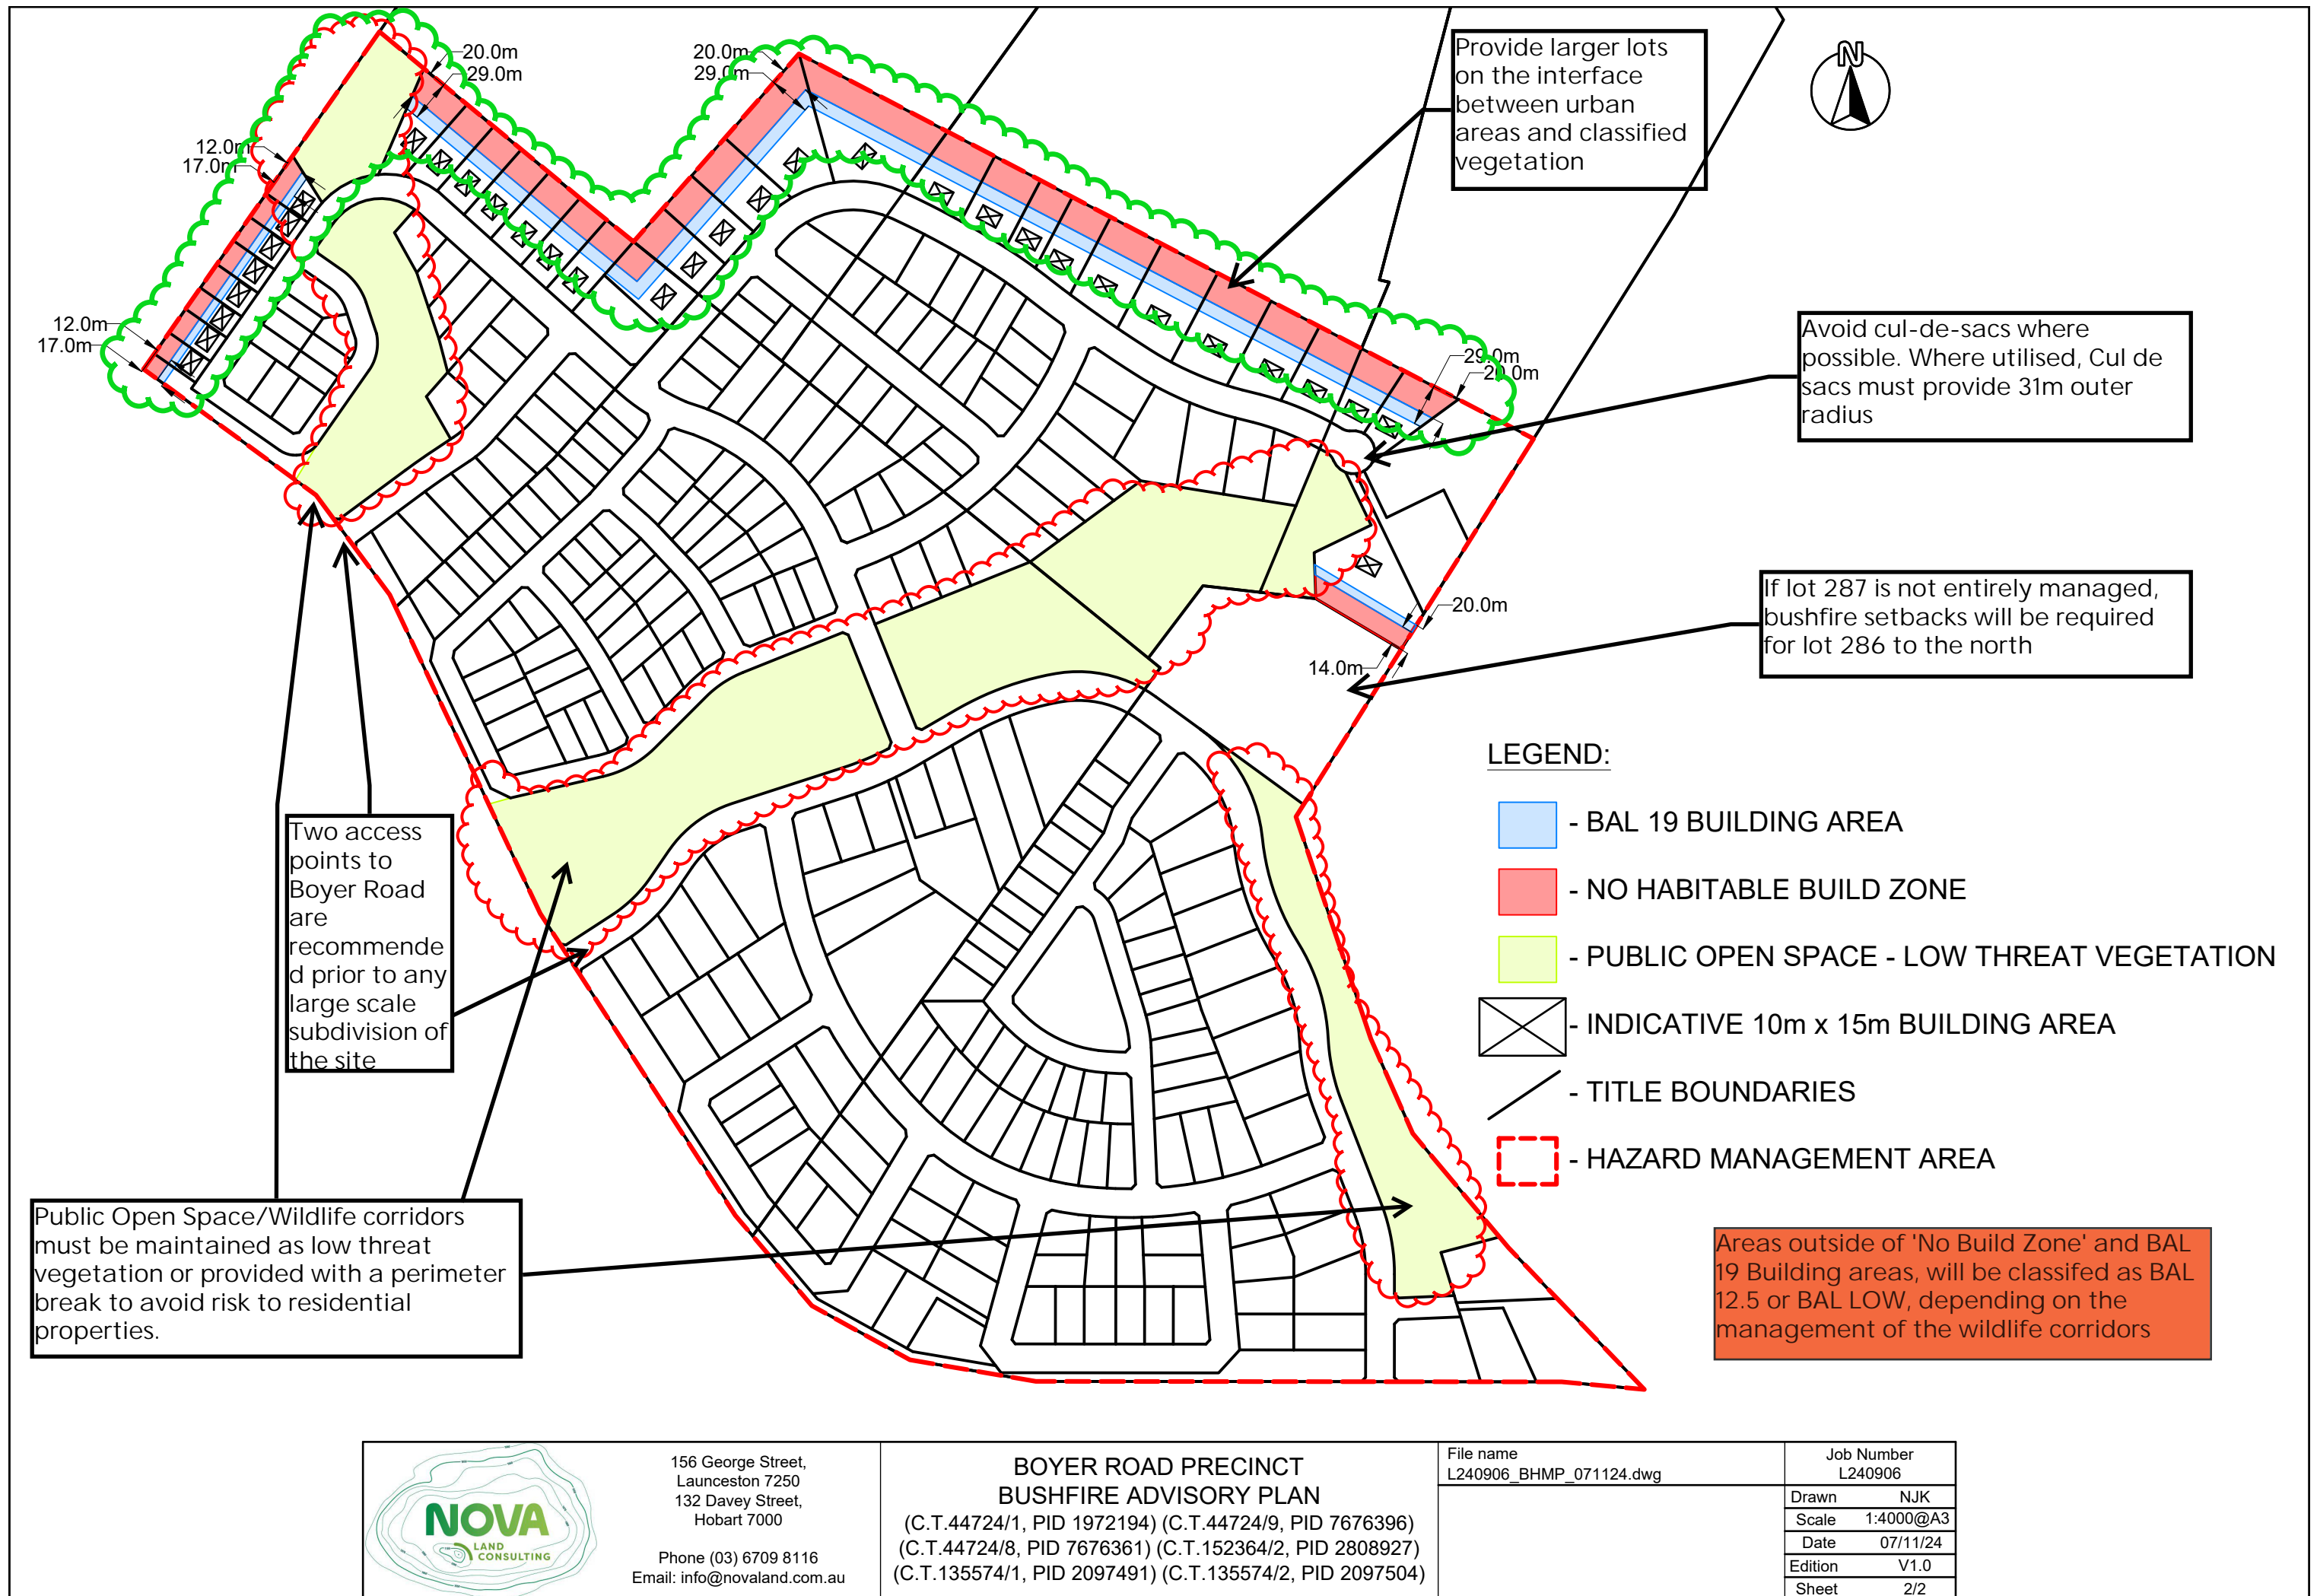 20.0m
29.0m
20.0m
29.0m
Provide larger lots
on the interface
between urban
areas and classified
vegetation
N
12.0m
17.0m
12.0m
17.0m
Avoid cul-de-sacs where
possible. Where utilised, Cul de
sacs must provide 31m outer
radius
29.0m
20.0m
If lot 287 is not entirely managed,
bushfire setbacks will be required
for lot 286 to the north
20.0m
14.0m
LEGEND:
- BAL 19 BUILDING AREA
- NO HABITABLE BUILD ZONE
- PUBLIC OPEN SPACE - LOW THREAT VEGETATION
- INDICATIVE 10m x 15m BUILDING AREA
- TITLE BOUNDARIES
- HAZARD MANAGEMENT AREA
Two access
points to
Boyer Road
are
recommende
d prior to any
large scale
subdivision of
the site
Public Open Space/Wildlife corridors
must be maintained as low threat
vegetation or provided with a perimeter
break to avoid risk to residential
properties.
Areas outside of 'No Build Zone' and BAL
19 Building areas, will be classifed as BAL
12.5 or BAL LOW, depending on the
management of the wildlife corridors
NOVA
LAND
CONSULTING
156 George Street,
Launceston 7250
132 Davey Street,
Hobart 7000
Phone (03) 6709 8116
Email: info@novaland.com.au
BOYER ROAD PRECINCT
BUSHFIRE ADVISORY PLAN
(C.T.44724/1, PID 1972194) (C.T.44724/9, PID 7676396)
(C.T.44724/8, PID 7676361) (C.T.152364/2, PID 2808927)
(C.T.135574/1, PID 2097491) (C.T.135574/2, PID 2097504)
File name
L240906_BHMP_071124.dwg
Job Number
L240906
Drawn NJK
Scale 1:4000@A3
Date 07/11/24
Edition V1.0
Sheet 2/2